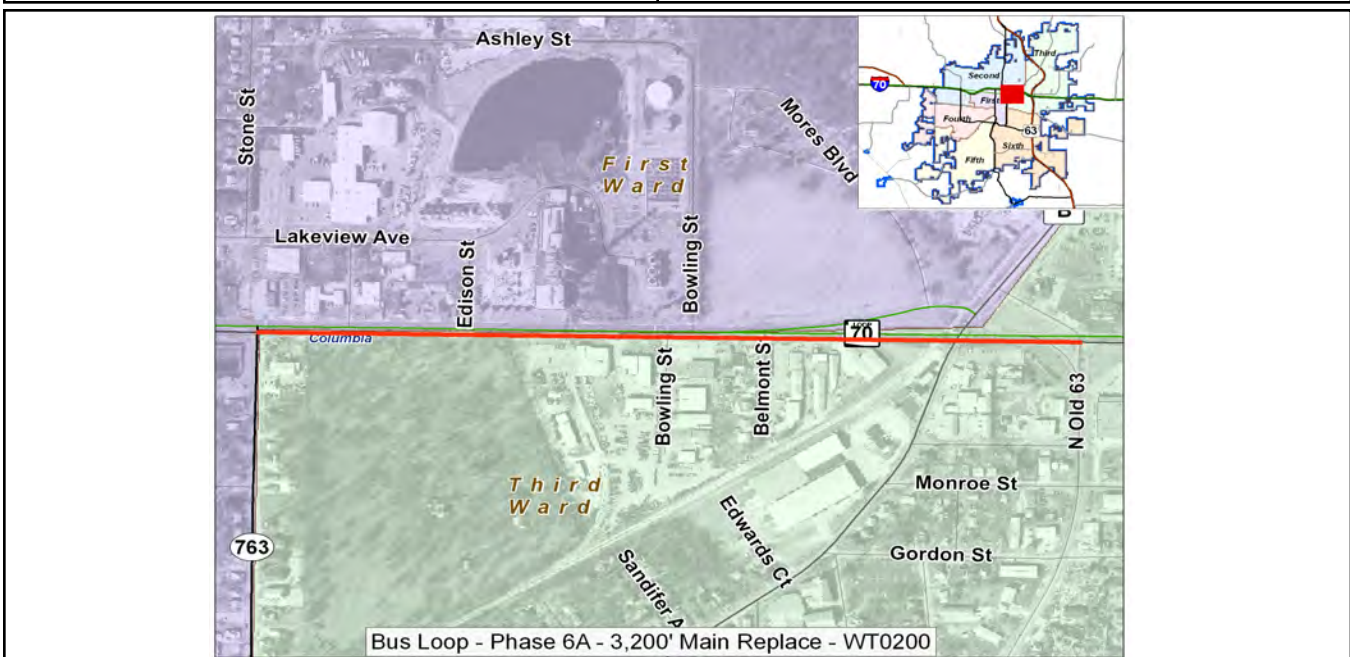 Ashley St
Stone St
Mores Blvd
First
Ward
Lakeview Ave
Edison St
Bowling St
Columbia
LOOP
70
Bowling St
Belmont S
N Old 63
Third
Ward
Monroe St
763
Edwards Ct
Gordon St
Sandifer A
Bus Loop - Phase 6A - 3,200' Main Replace - WT0200
Third
Second
70
First
Fourth
63
Sixth
Fifth
B